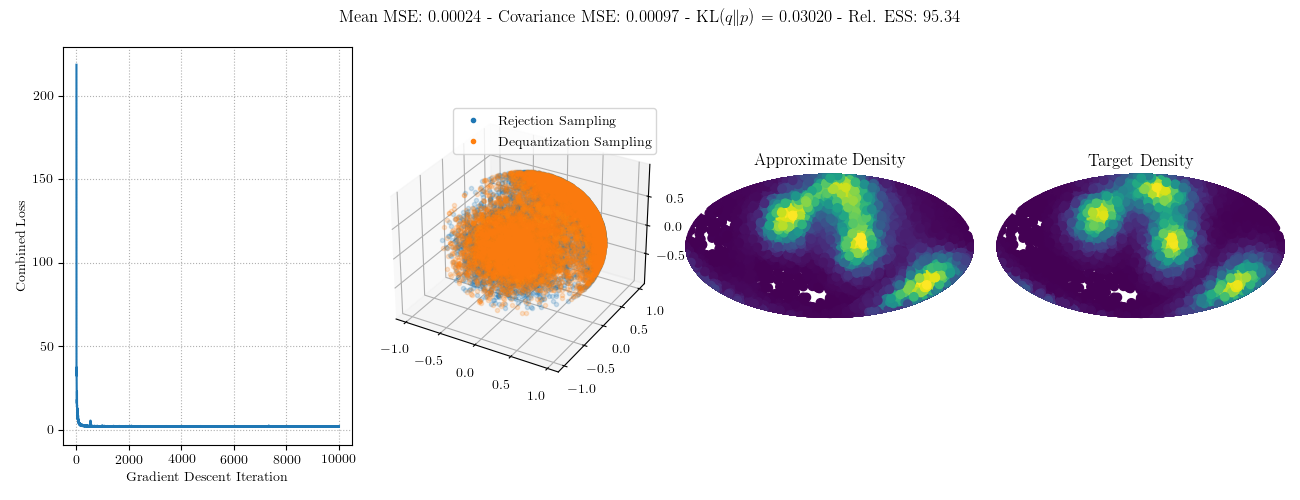 Mean MSE: 0.00024 - Covariance MSE: 0.00097 - KL(q‖p) = 0.03020 - Rel. ESS: 95.34
Combined Loss
200
150
100
50
0
0 2000 4000 6000 8000 10000
Gradient Descent Iteration
Rejection Sampling
Dequantization Sampling
0.5
0.0
−0.5
−1.0
−0.5
0.0
0.5
1.0
1.0
0.5
0.0
−0.5
−1.0
Approximate Density
Target Density